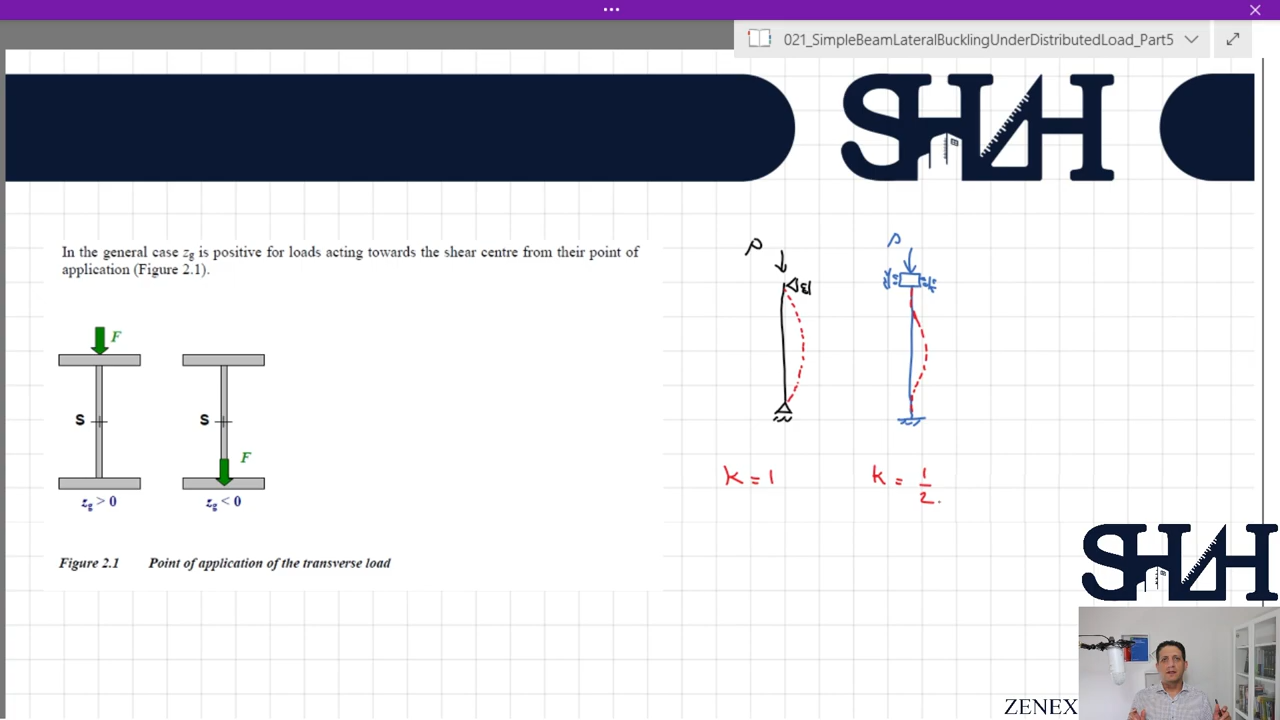 021_SimpleBeamLateralBucklingUnderDistributedLoad_Part5
SHAH
In the general case zg is positive for loads acting towards the shear centre from their point of
application (Figure 2.1).
P
P
F
S
S
F
zg > 0
zg < 0
K = 1
K = 1/2
Figure 2.1 Point of application of the transverse load
SHAH
ZENEX